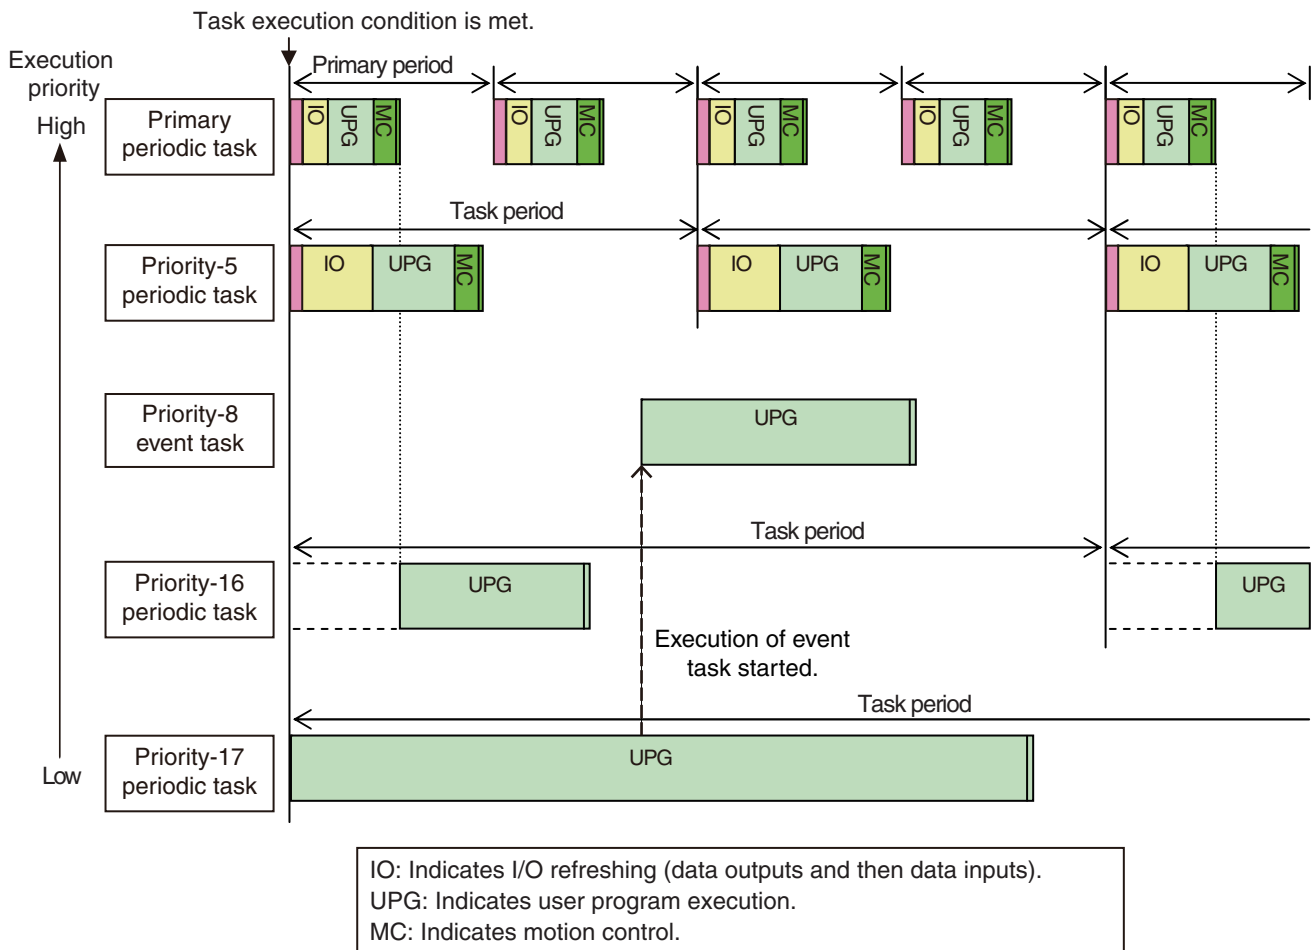 Task execution condition is met.
Execution
priority
High
Primary period
Primary
periodic task
IO
UPG
MC
IO
UPG
MC
IO
UPG
MC
IO
UPG
MC
IO
UPG
MC
Task period
Priority-5
periodic task
IO
UPG
MC
IO
UPG
MC
IO
UPG
MC
Priority-8
event task
UPG
Task period
Priority-16
periodic task
UPG
UPG
Execution of event
task started.
Task period
Low
Priority-17
periodic task
UPG
IO: Indicates I/O refreshing (data outputs and then data inputs).
UPG: Indicates user program execution.
MC: Indicates motion control.